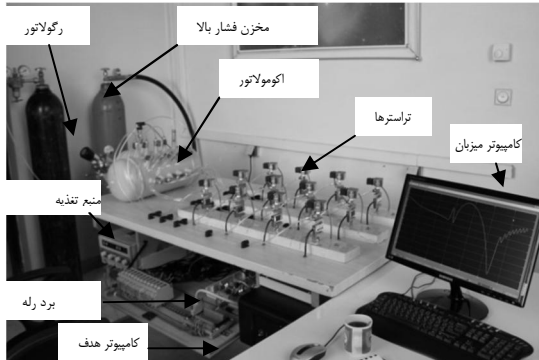 رگولاتور
مخزن فشار بالا
اکومولاتور
تراسترها
کامپیوتر میزبان
منبع تغذیه
برد رله
کامپیوتر هدف